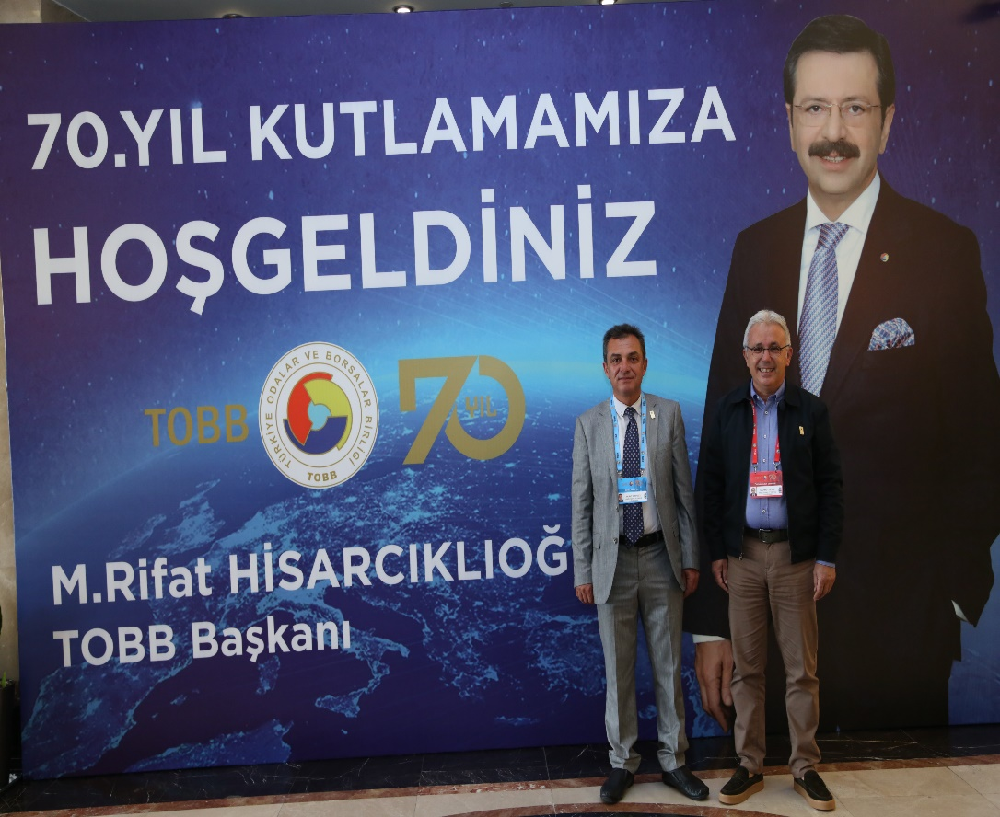 70.YIL KUTLAMAMIZA
HOŞGELDİNİZ
TOBB
TÜRKİYE ODALAR VE BORSALAR BİRLİĞİ
TOBB
70
YIL
M.Rifat HİSARCIKLIOĞ
TOBB Başkanı